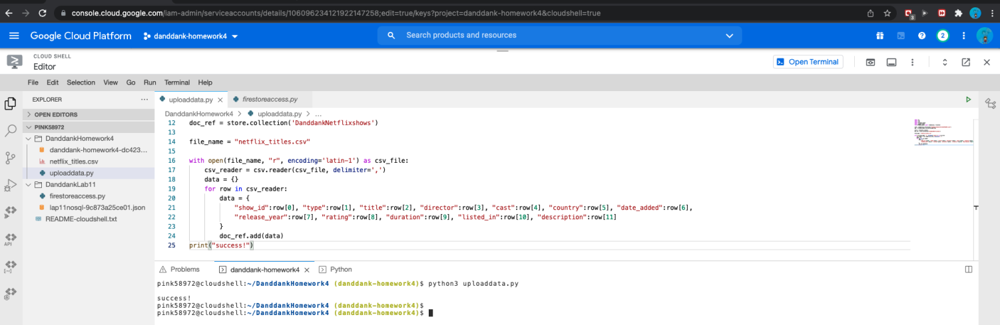 console.cloud.google.com/iam-admin/serviceaccounts/details/106096234121922147258;edit=true/keys?project=danddank-homework4&cloudshell=true
3
Google Cloud Platform danddank-homework4 Search products and resources 2
CLOUD SHELL
Editor
Open Terminal
File Edit Selection View Go Run Terminal Help
EXPLORER ...
OPEN EDITORS
PINK58972
DanddankHomework4
danddank-homework4-dc423...
netflix_titles.csv
uploaddata.py
DanddankLab11
firestoreaccess.py
lap11nosql-9c873a25ce01.json
README-cloudshell.txt
API
uploaddata.py firestoreaccess.py
DanddankHomework4 > uploaddata.py > ...
12 doc_ref = store.collection('DanddankNetflixshows')
13
14 file_name = "netflix_titles.csv"
15
16 with open(file_name, "r", encoding='latin-1') as csv_file:
17 csv_reader = csv.reader(csv_file, delimiter=',')
18 data = {}
19 for row in csv_reader:
20 data = {
21 "show_id":row[0], "type":row[1], "title":row[2], "director":row[3], "cast":row[4], "country":row[5], "date_added":row[6],
22 "release_year":row[7], "rating":row[8], "duration":row[9], "listed_in":row[10], "description":row[11]
23 }
24 doc_ref.add(data)
25 print("success!")
Problems danddank-homework4 Python
pink58972@cloudshell:~/DanddankHomework4 (danddank-homework4)$ python3 uploaddata.py
success!
pink58972@cloudshell:~/DanddankHomework4 (danddank-homework4)$
pink58972@cloudshell:~/DanddankHomework4 (danddank-homework4)$